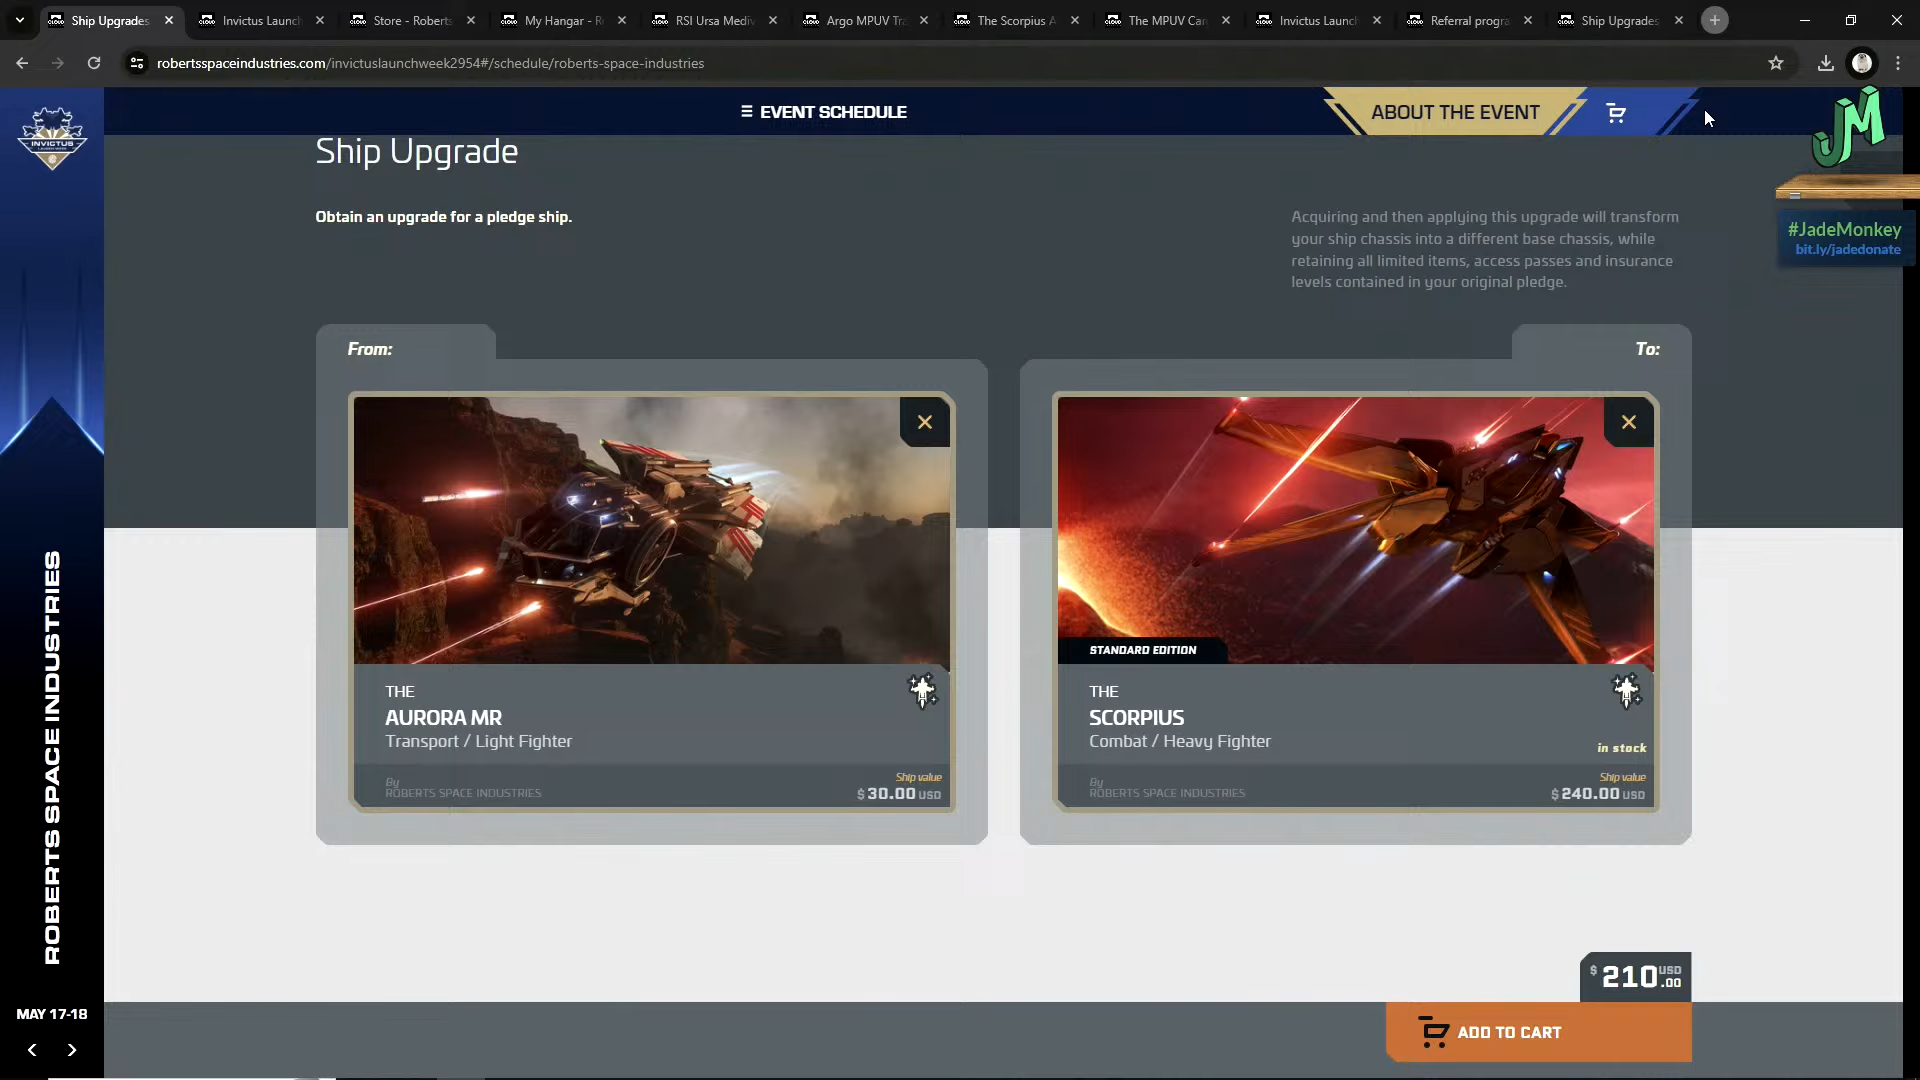 Ship Upgrades
Invictus Launch
Store - Roberts
My Hangar - R
RSI Ursa Mediv
Argo MPUV Tra
The Scorpius A
The MPUV Car
Invictus Launch
Referral progra
Ship Upgrades
robertsspaceindustries.com/invictuslaunchweek2954#/schedule/roberts-space-industries
INVICTUS
EVENT SCHEDULE
ABOUT THE EVENT
JM
#JadeMonkey
bit.ly/jadedonate
Ship Upgrade
Obtain an upgrade for a pledge ship.
Acquiring and then applying this upgrade will transform
your ship chassis into a different base chassis, while
retaining all limited items, access passes and insurance
levels contained in your original pledge.
From:
To:
STANDARD EDITION
THE
AURORA MR
Transport / Light Fighter
By
ROBERTS SPACE INDUSTRIES
Ship value
$ 30.00 USD
THE
SCORPIUS
Combat / Heavy Fighter
in stock
By
ROBERTS SPACE INDUSTRIES
Ship value
$ 240.00 USD
ROBERTS SPACE INDUSTRIES
MAY 17-18
$ 210.00 USD
ADD TO CART